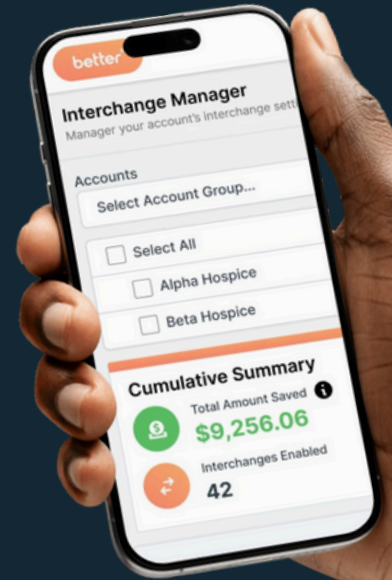 better
Interchange Manager
Manager your account's interchange
Accounts
Select Account Group...
Select All
Alpha Hospice
Beta Hospice
Cumulative Summary
Total Amount Saved
$9,256.06
Interchanges Enabled
42